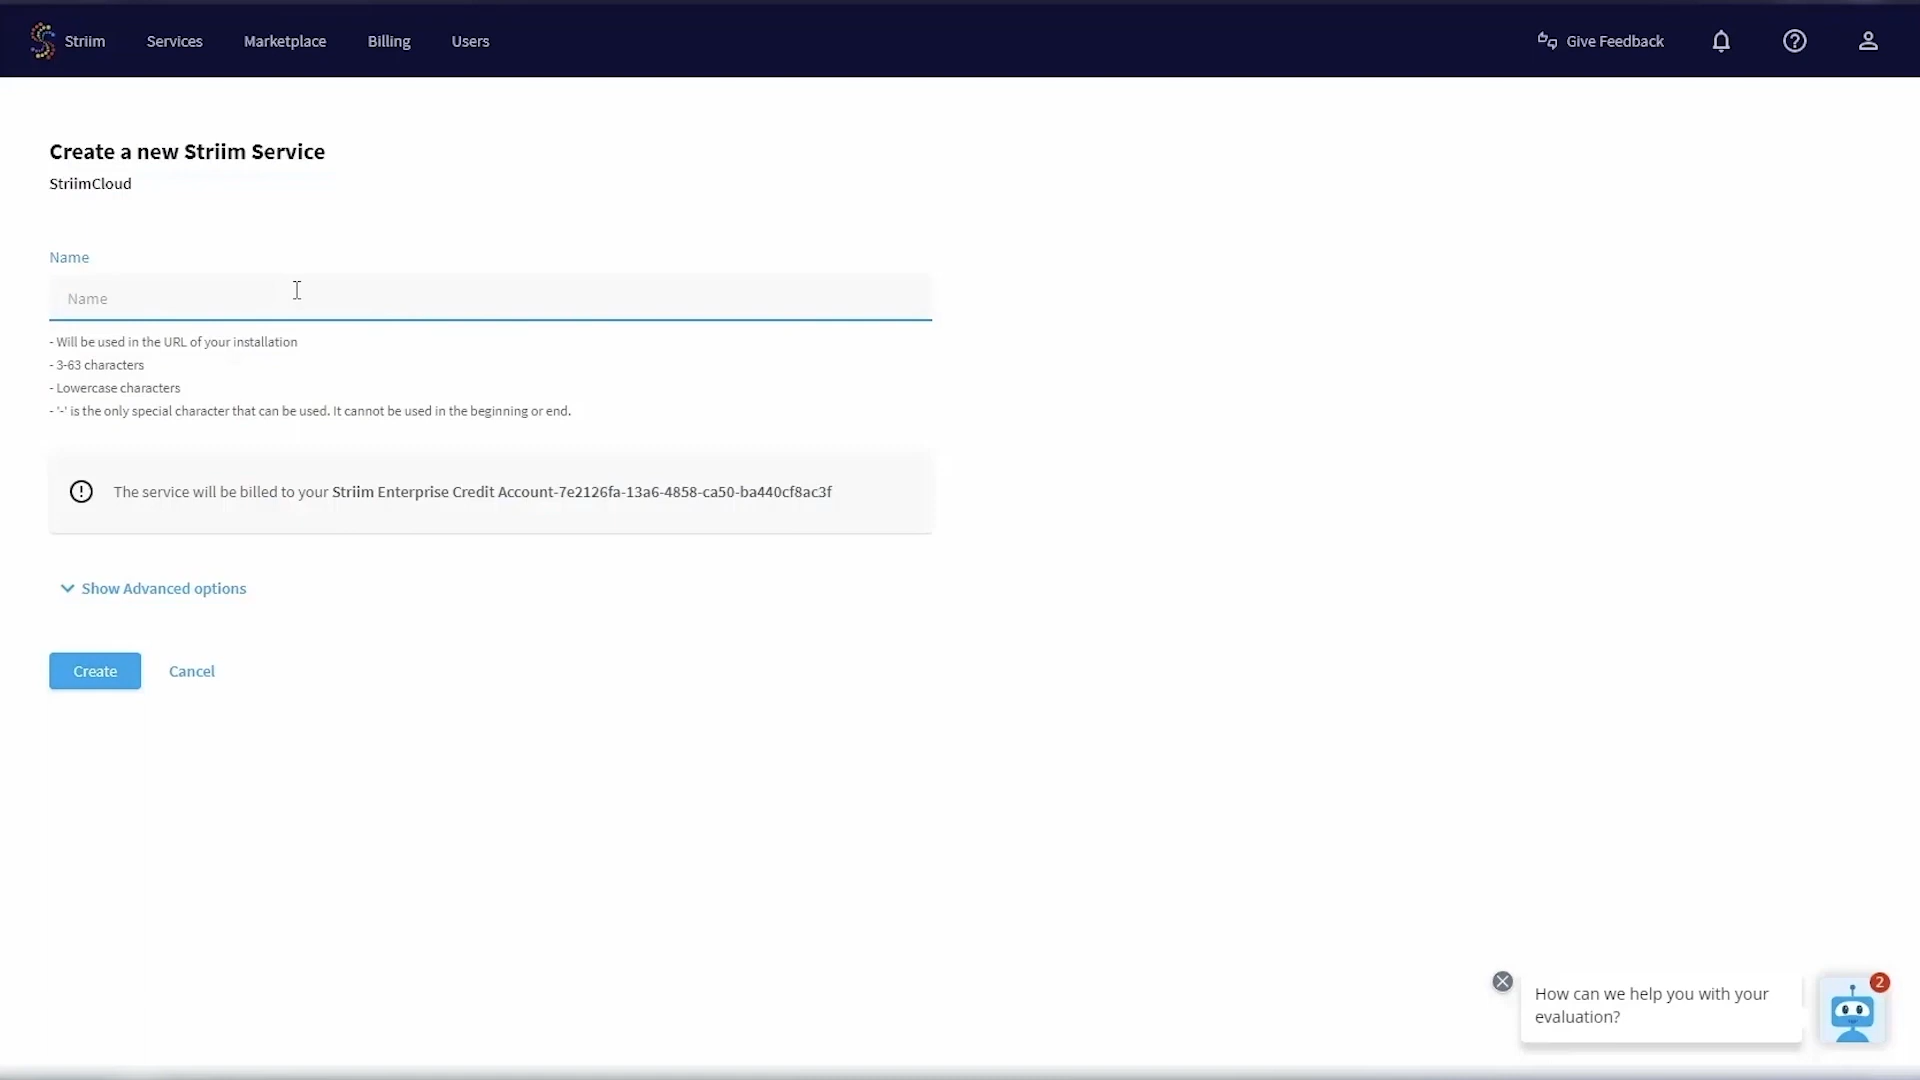 Striim Services Marketplace Billing Users Give Feedback
Create a new Striim Service
StriimCloud
Name
Name
- Will be used in the URL of your installation
- 3-63 characters
- Lowercase characters
- '-' is the only special character that can be used. It cannot be used in the beginning or end.
The service will be billed to your Striim Enterprise Credit Account-7e2126fa-13a6-4858-ca50-ba440cf8ac3f
Show Advanced options
Create Cancel
How can we help you with your
evaluation?
2